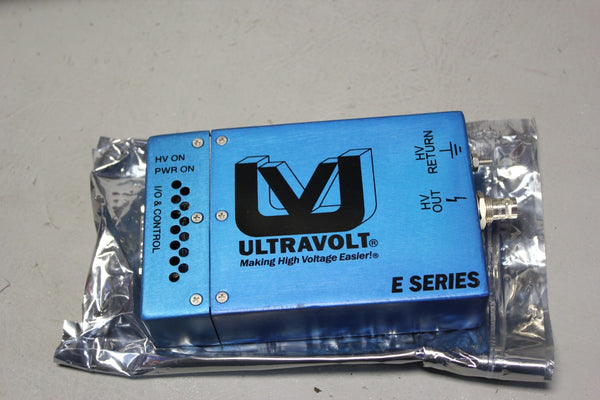 HV ON
PWR ON
I/O & CONTROL
UV
ULTRAVOLT®
Making High Voltage Easier!®
HV
RETURN
HV
OUT
E SERIES